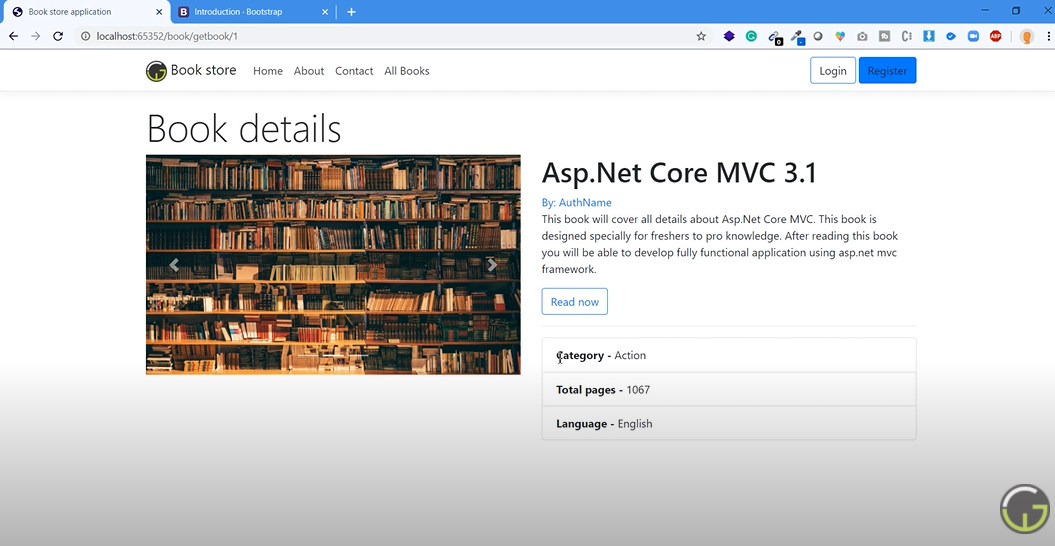 Book store application
Introduction · Bootstrap
localhost:65352/book/getbook/1
ABP
Book store
Home
About
Contact
All Books
Login
Register
Book details
Asp.Net Core MVC 3.1
By: AuthName
This book will cover all details about Asp.Net Core MVC. This book is
designed specially for freshers to pro knowledge. After reading this book
you will be able to develop fully functional application using asp.net mvc
framework.
Read now
Category - Action
Total pages - 1067
Language - English